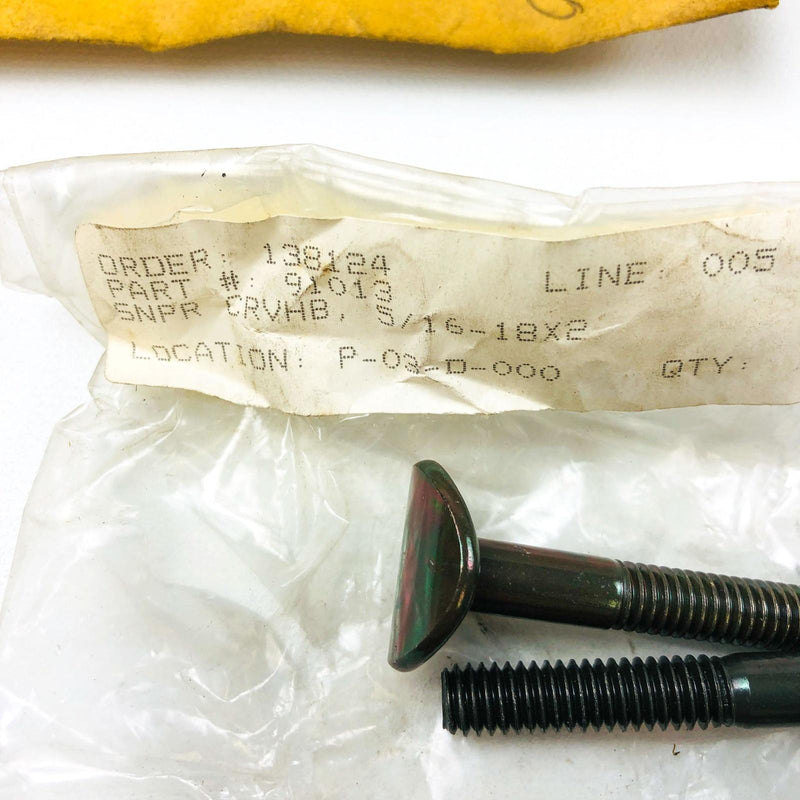 ORDER: 138124 LINE 005
PART # 91013
SNPR CRVHB, 5/16-18X2
LOCATION: P-03-D-000 QTY: